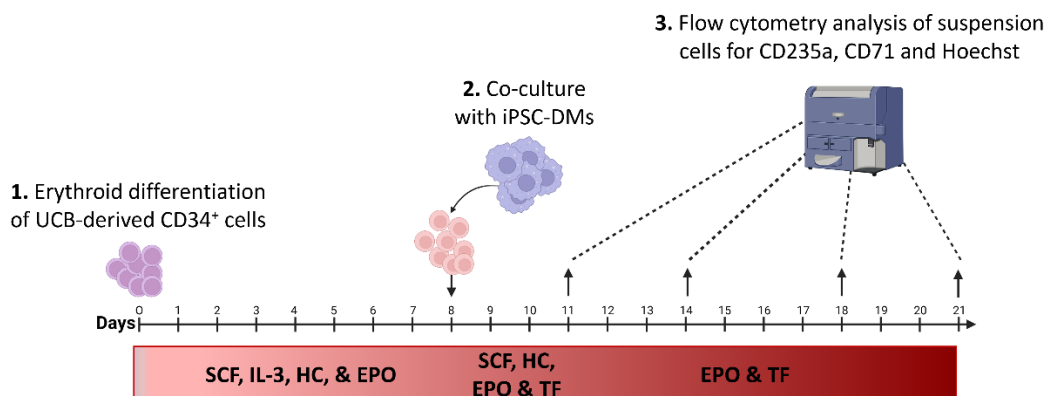 3. Flow cytometry analysis of suspension
cells for CD235a, CD71 and Hoechst
2. Co-culture
with iPSC-DMs
1. Erythroid differentiation
of UCB-derived CD34⁺ cells
Days
0 1 2 3 4 5 6 7 8 9 10 11 12 13 14 15 16 17 18 19 20 21
SCF, IL-3, HC, & EPO
SCF, HC,
EPO & TF
EPO & TF